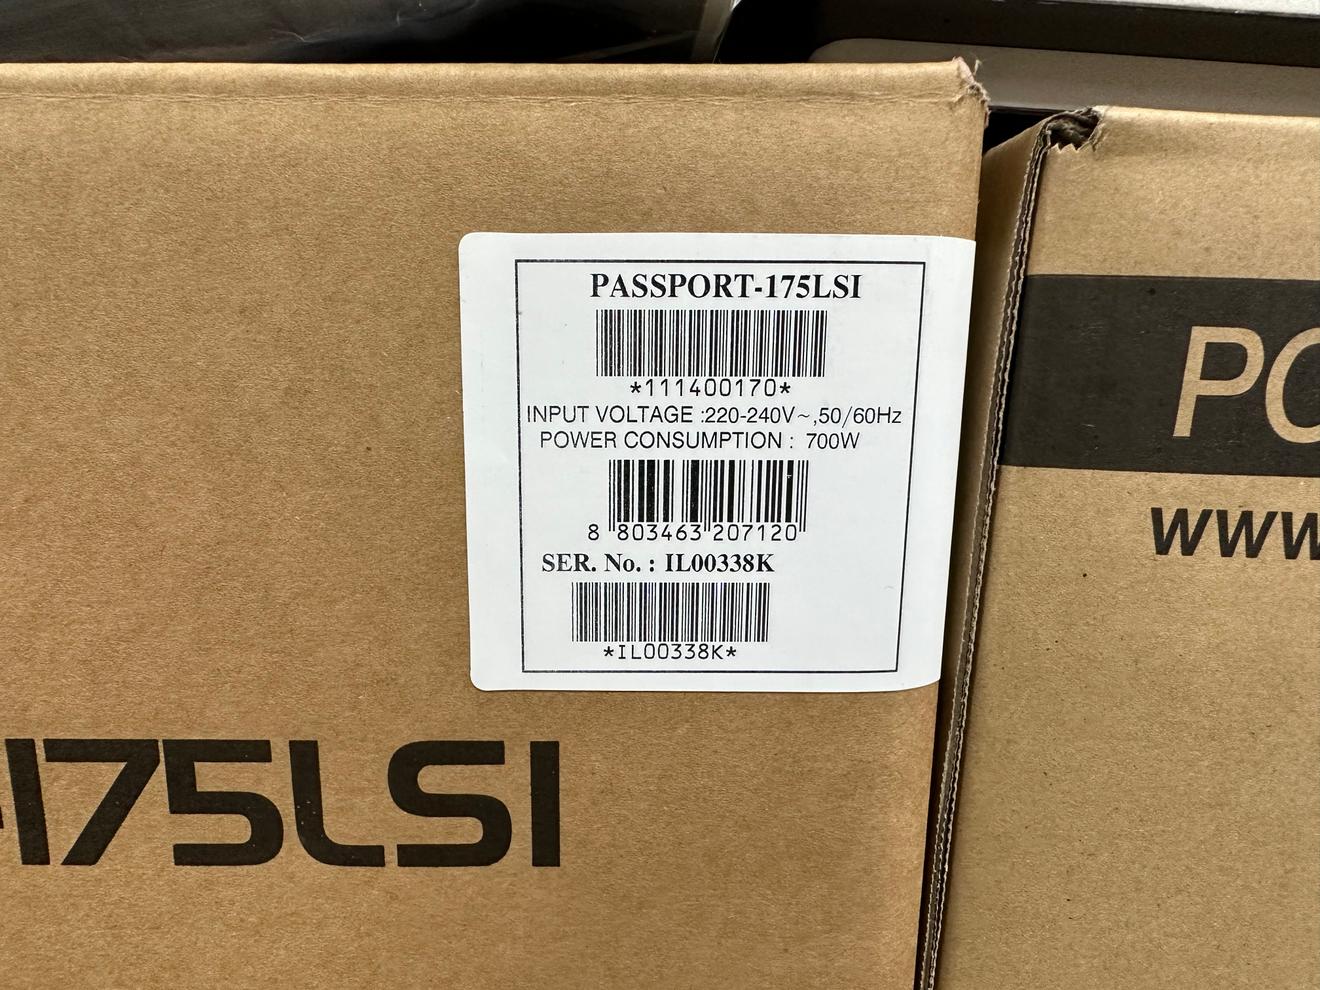 PASSPORT-175LSI
*111400170*
INPUT VOLTAGE :220-240V~,50/60Hz
POWER CONSUMPTION : 700W
8 803463 207120
SER. No. : IL00338K
*IL00338K*
-175LSI
PO
www